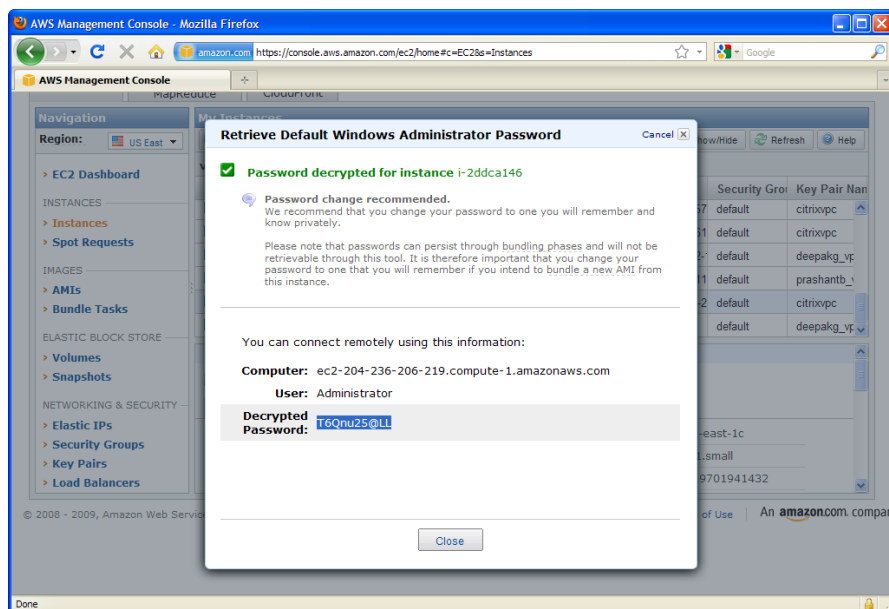 AWS Management Console - Mozilla Firefox
amazon.com https://console.aws.amazon.com/ec2/home#c=EC2&s=Instances
Google
AWS Management Console
MapReduce CloudFront
Navigation
My Instances
Region: US East
Show/Hide Refresh Help
EC2 Dashboard
INSTANCES
Instances
Spot Requests
IMAGES
AMIs
Bundle Tasks
ELASTIC BLOCK STORE
Volumes
Snapshots
NETWORKING & SECURITY
Elastic IPs
Security Groups
Key Pairs
Load Balancers
Retrieve Default Windows Administrator Password
Cancel
Password decrypted for instance i-2ddca146
Password change recommended.
We recommend that you change your password to one you will remember and
know privately.
Please note that passwords can persist through bundling phases and will not be
retrievable through this tool. It is therefore important that you change your
password to one that you will remember if you intend to bundle a new AMI from
this instance.
You can connect remotely using this information:
Computer: ec2-204-236-206-219.compute-1.amazonaws.com
User: Administrator
Decrypted
Password: T6Qnu25@LL
Close
Security Grou Key Pair Nam
57 default citrixvpc
61 default citrixvpc
2-1 default deepakg_vp
11 default prashantb_v
-2 default citrixvpc
default deepakg_vp
-east-1c
1.small
9701941432
© 2008 - 2009, Amazon Web Servic
of Use An amazon.com. compan
Done